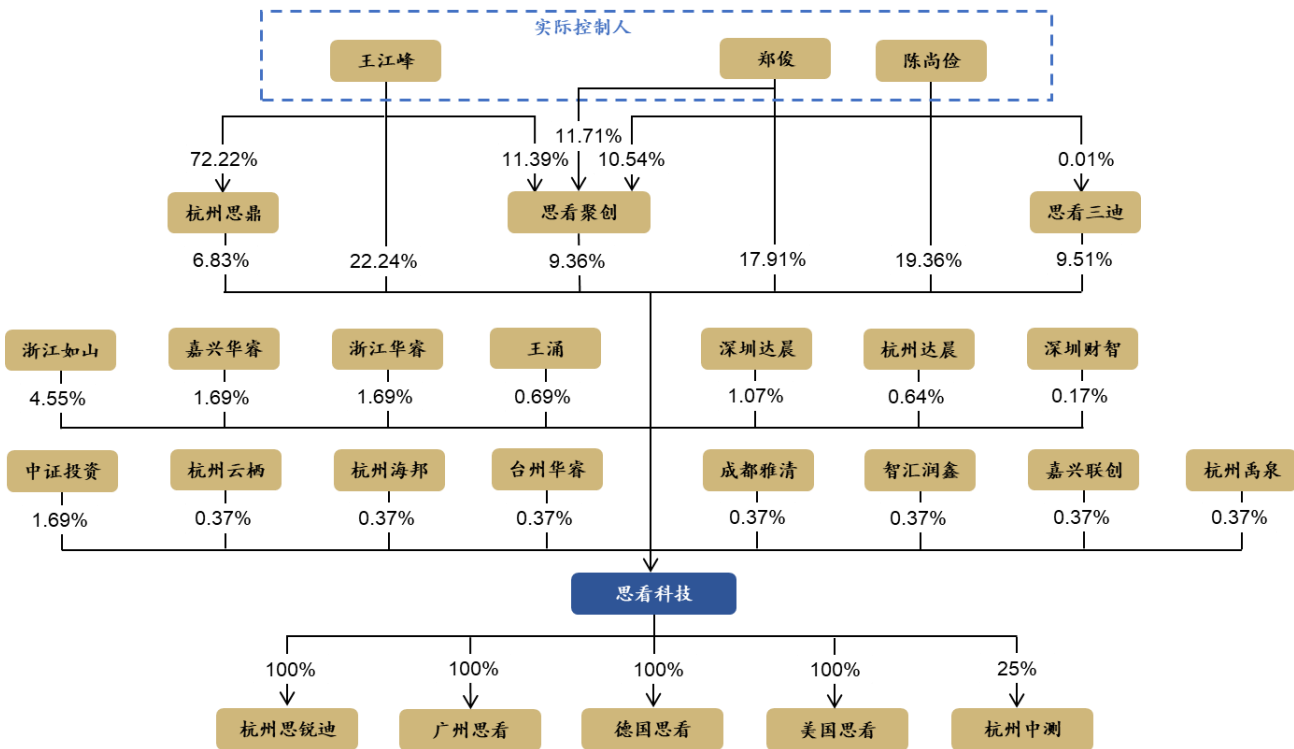 实际控制人
王江峰
郑俊
陈尚俭
72.22%
11.39%
11.71%
10.54%
0.01%
杭州思鼎
思看聚创
思看三迪
6.83%
22.24%
9.36%
17.91%
19.36%
9.51%
浙江如山
嘉兴华睿
浙江华睿
王涌
深圳达晨
杭州达晨
深圳财智
4.55%
1.69%
1.69%
0.69%
1.07%
0.64%
0.17%
中证投资
杭州云栖
杭州海邦
台州华睿
成都雅清
智汇润鑫
嘉兴联创
杭州禹泉
1.69%
0.37%
0.37%
0.37%
0.37%
0.37%
0.37%
0.37%
思看科技
100%
100%
100%
100%
25%
杭州思锐迪
广州思看
德国思看
美国思看
杭州中测